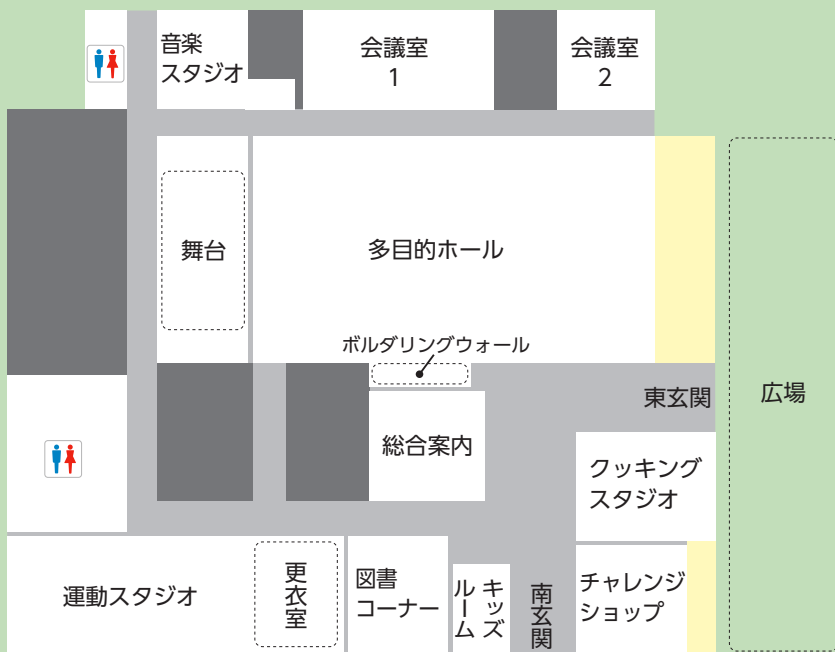 音楽
スタジオ
会議室
1
会議室
2
舞台
多目的ホール
ボルダリングウォール
東玄関
広場
総合案内
クッキング
スタジオ
運動スタジオ
更衣室
図書
コーナー
キッズ
ルーム
南玄関
チャレンジ
ショップ